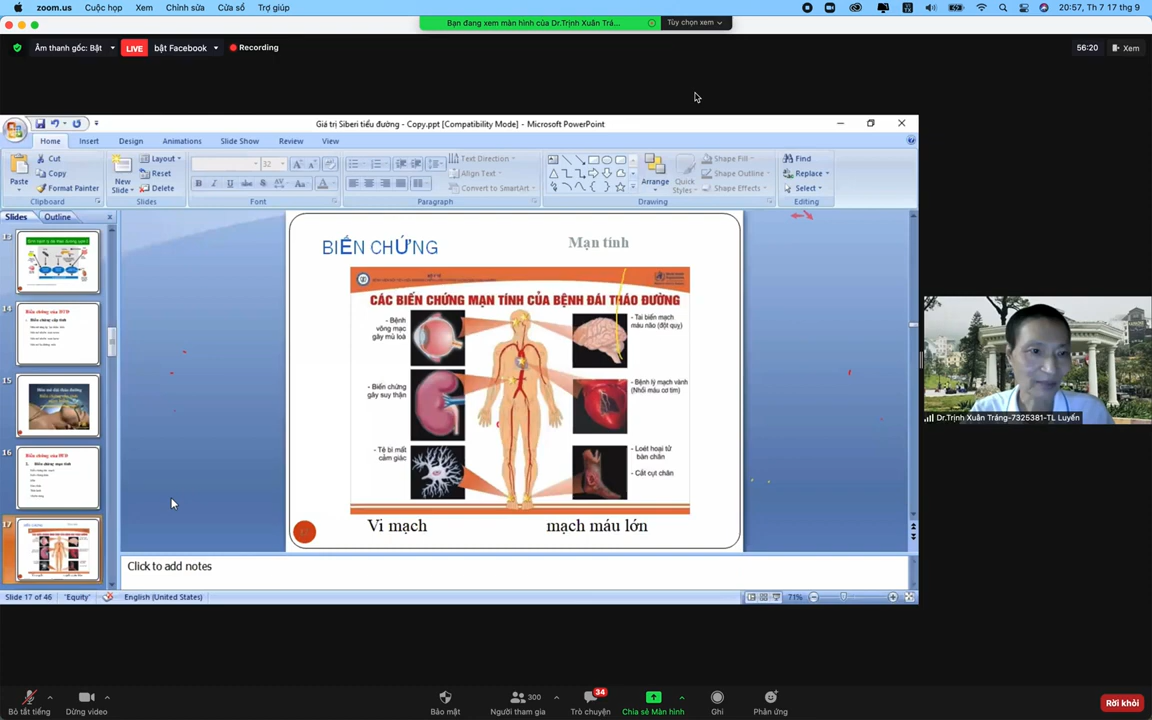 zoom.us Cuộc họp Xem Chỉnh sửa Cửa sổ Trợ giúp
20:57, Th 7 17 thg 9
Bạn đang xem màn hình của Dr.Trịnh Xuân Trá... Tùy chọn xem
Âm thanh gốc: Bật LIVE bật Facebook Recording
56:20 Xem
Giá trị Siberi tiểu đường - Copy.ppt [Compatibility Mode] - Microsoft PowerPoint
Home Insert Design Animations Slide Show Review View
Paste
Cut
Copy
Format Painter
Clipboard
New Slide
Layout
Reset
Delete
Slides
32
Font
Text Direction
Align Text
Convert to SmartArt
Paragraph
Arrange
Quick Styles
Shape Fill
Shape Outline
Shape Effects
Drawing
Find
Replace
Select
Editing
Slides Outline
13
14
15
16
17
BIẾN CHỨNG
Mạn tính
BỘ Y TẾ
CÁC BIẾN CHỨNG MẠN TÍNH CỦA BỆNH ĐÁI THÁO ĐƯỜNG
- Bệnh
võng mạc
gây mù loà
- Biến chứng
gây suy thận
- Tê bì mất
cảm giác
- Tai biến mạch
máu não (đột quỵ)
- Bệnh lý mạch vành
(Nhồi máu cơ tim)
- Loét hoại tử
bàn chân
- Cắt cụt chân
Vi mạch
mạch máu lớn
Click to add notes
Slide 17 of 46 "Equity" English (United States) 71%
Dr.Trịnh Xuân Tráng-7325381-TL Luyến
Bỏ tắt tiếng
Dừng video
Bảo mật
300
Người tham gia
34
Trò chuyện
Chia sẻ Màn hình
Ghi
Phản ứng
Rời khỏi